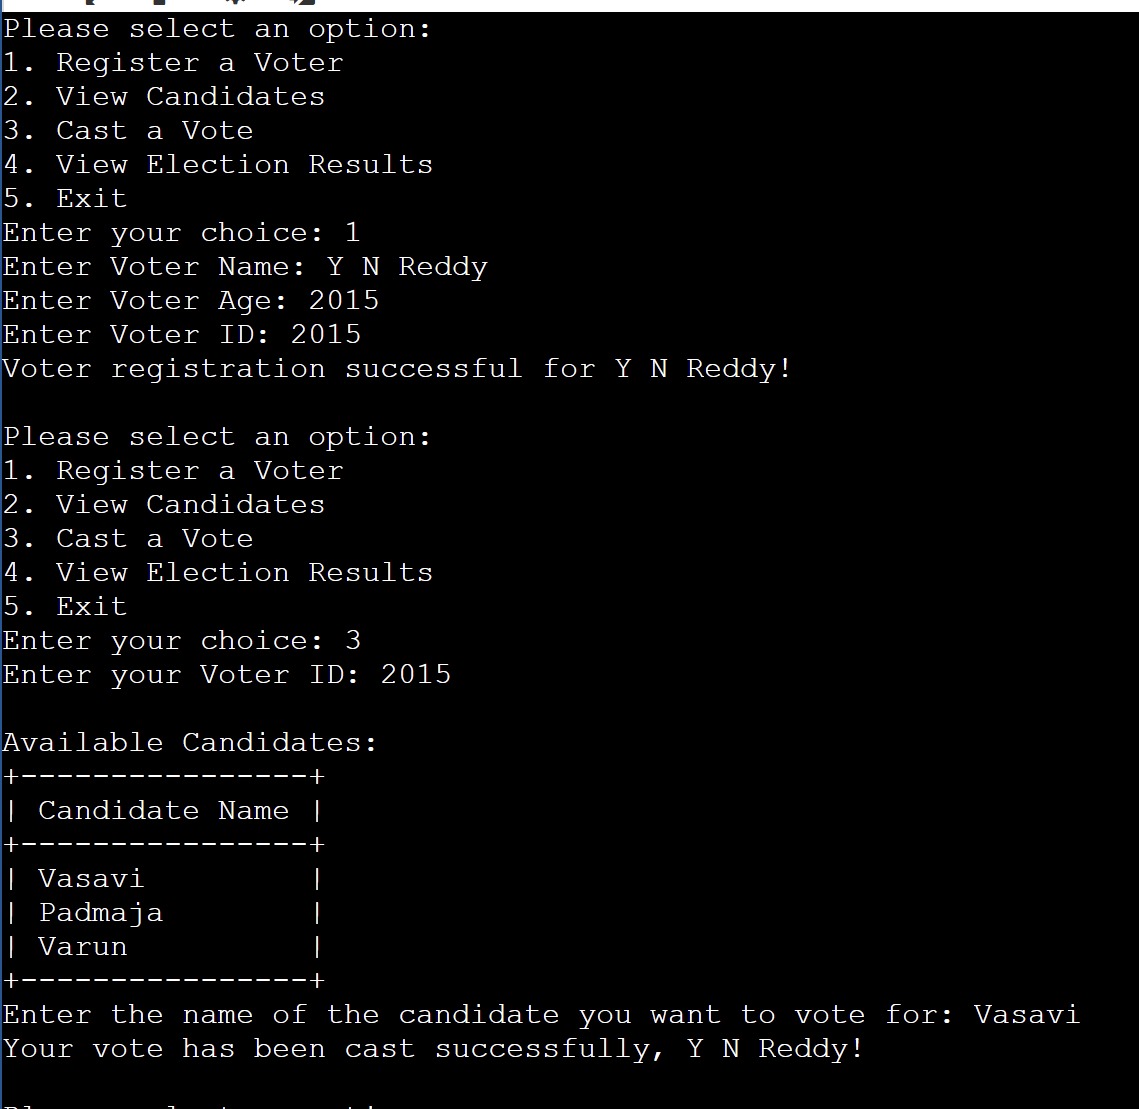 Please select an option:
1. Register a Voter
2. View Candidates
3. Cast a Vote
4. View Election Results
5. Exit
Enter your choice: 1
Enter Voter Name: Y N Reddy
Enter Voter Age: 2015
Enter Voter ID: 2015
Voter registration successful for Y N Reddy!
Please select an option:
1. Register a Voter
2. View Candidates
3. Cast a Vote
4. View Election Results
5. Exit
Enter your choice: 3
Enter your Voter ID: 2015
Available Candidates:
+----------------+
| Candidate Name |
+----------------+
| Vasavi         |
| Padmaja        |
| Varun          |
+----------------+
Enter the name of the candidate you want to vote for: Vasavi
Your vote has been cast successfully, Y N Reddy!